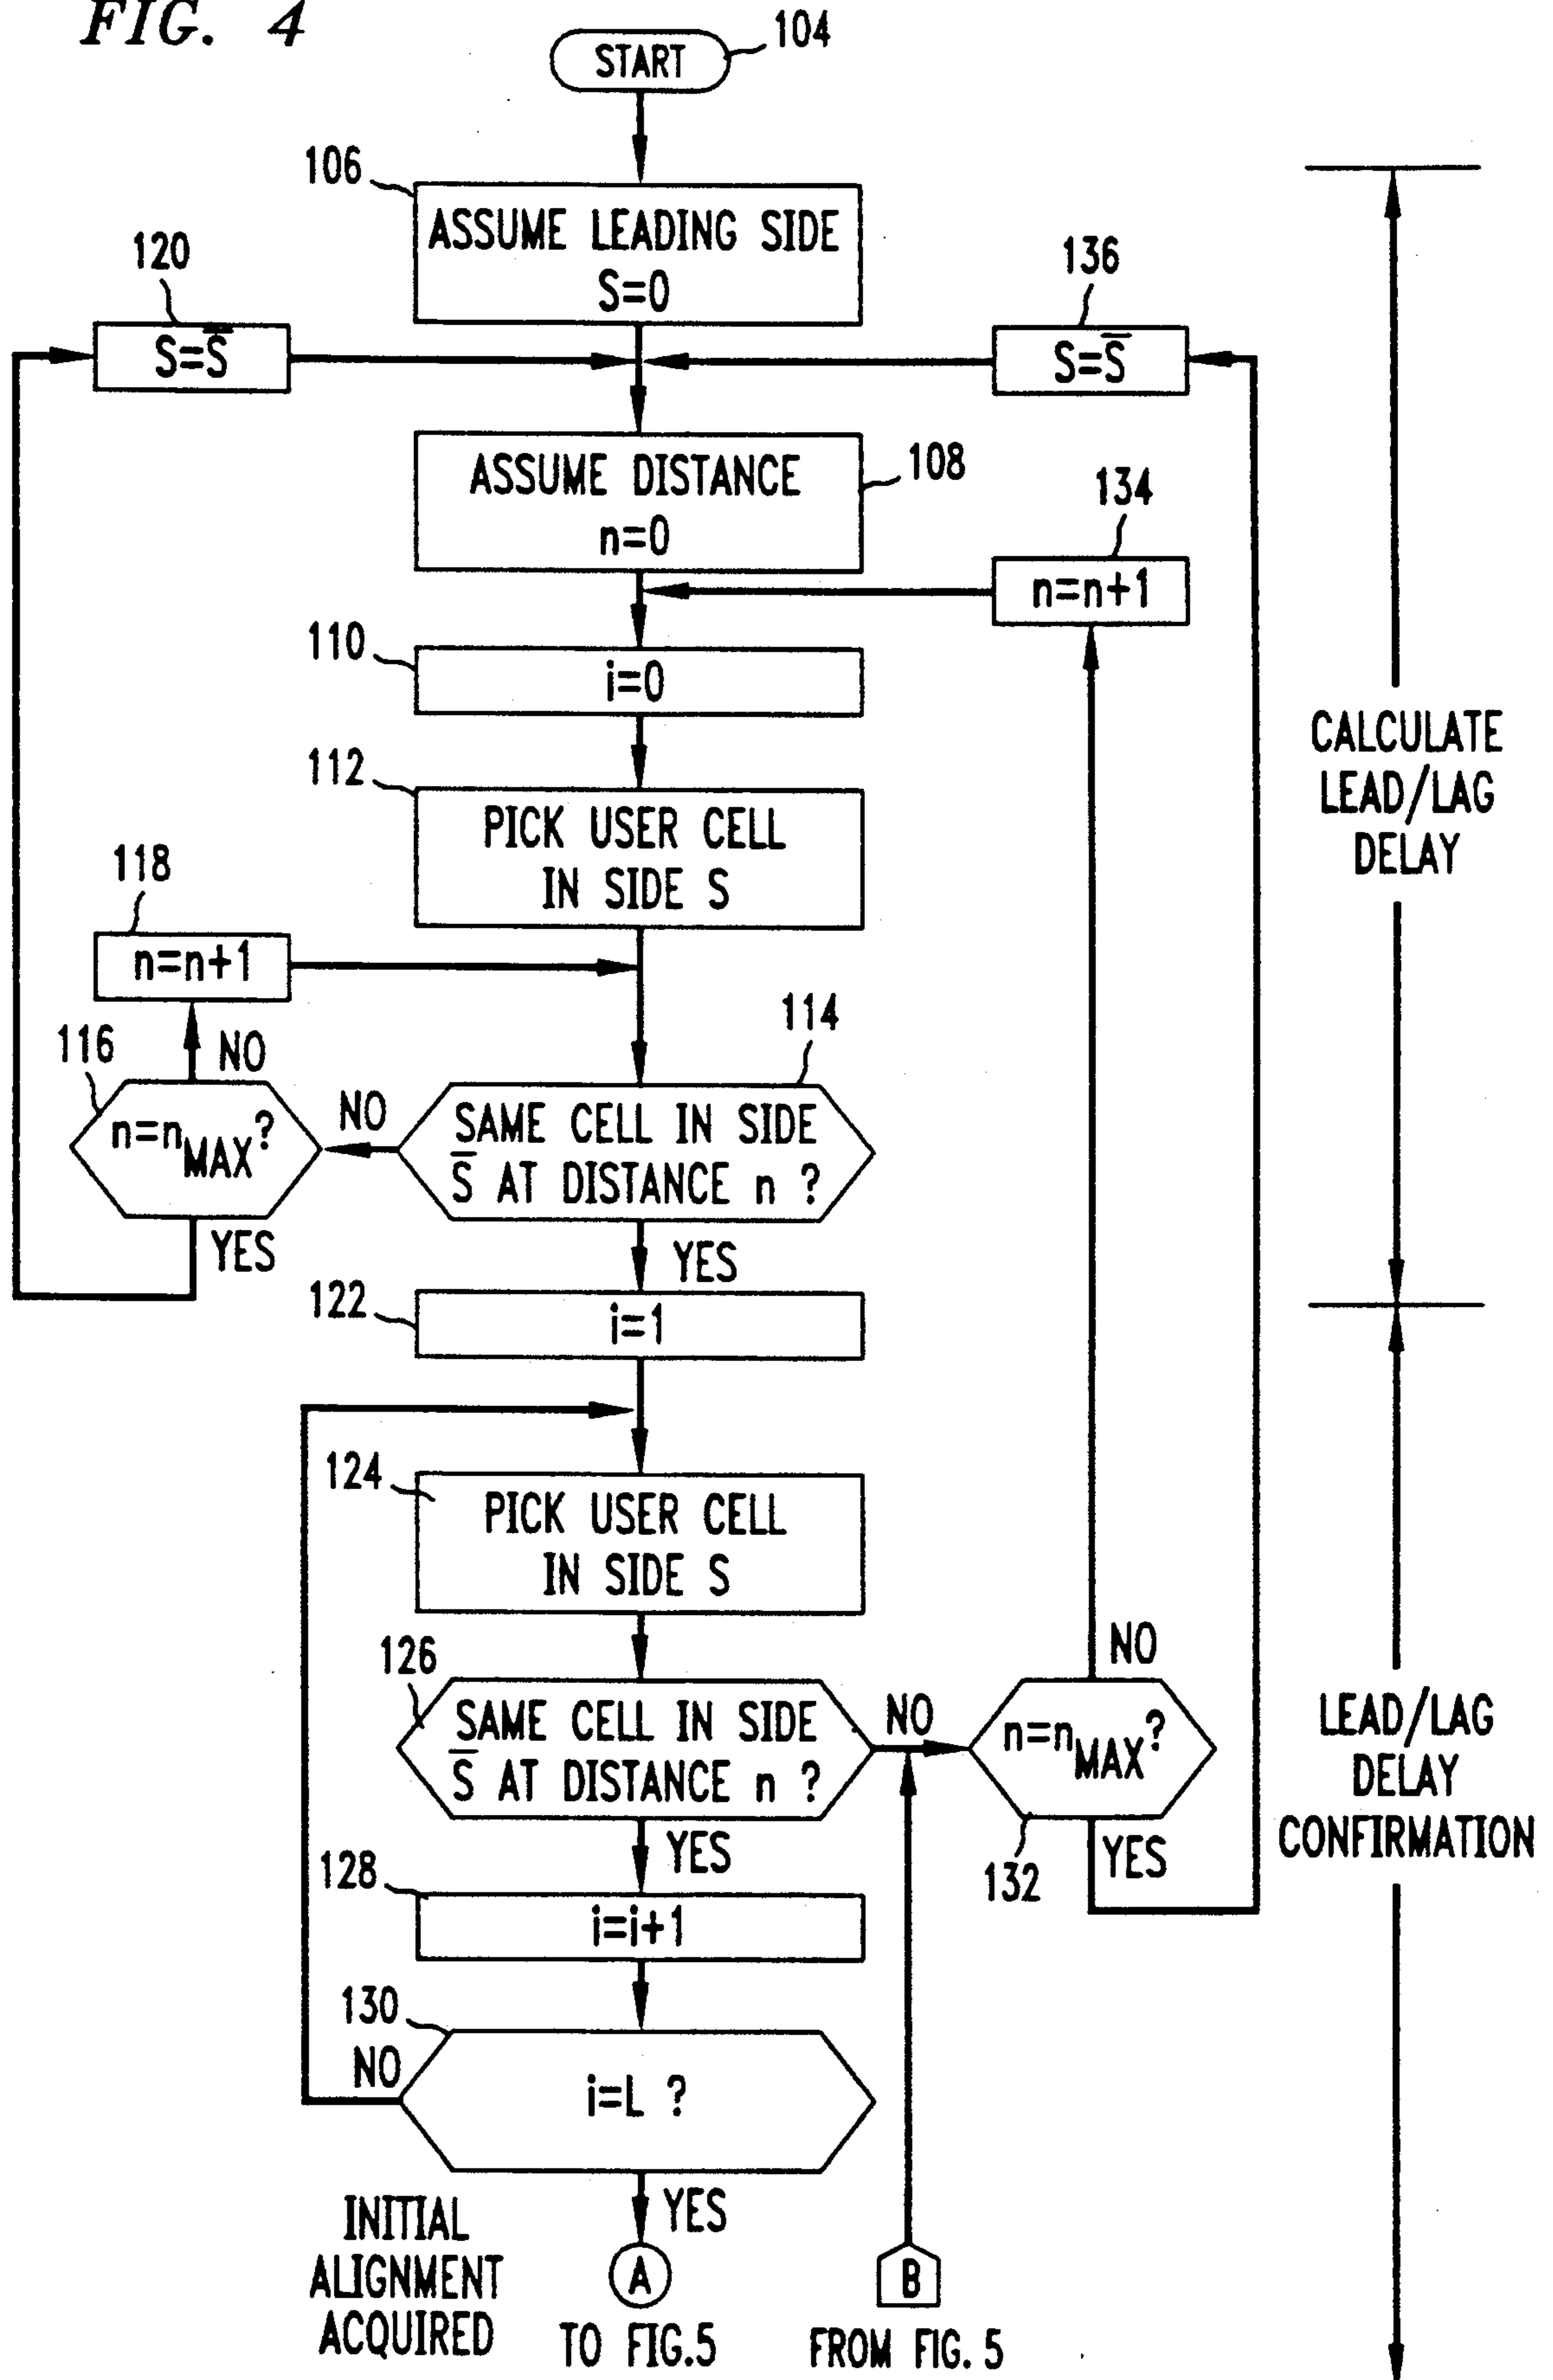 FIG. 4
START
104
106
ASSUME LEADING SIDE
S=0
120
S=S̅
136
S=S̅
ASSUME DISTANCE
n=0
108
134
n=n+1
110
i=0
112
PICK USER CELL
IN SIDE S
118
n=n+1
114
116
NO
n=nMAX?
NO
SAME CELL IN SIDE
S̅ AT DISTANCE n ?
YES
YES
122
i=1
CALCULATE
LEAD/LAG
DELAY
124
PICK USER CELL
IN SIDE S
126
SAME CELL IN SIDE
S̅ AT DISTANCE n ?
NO
NO
n=nMAX?
132
YES
YES
128
i=i+1
LEAD/LAG
DELAY
CONFIRMATION
130
NO
i=L ?
YES
INITIAL
ALIGNMENT
ACQUIRED
A
TO FIG.5
B
FROM FIG. 5